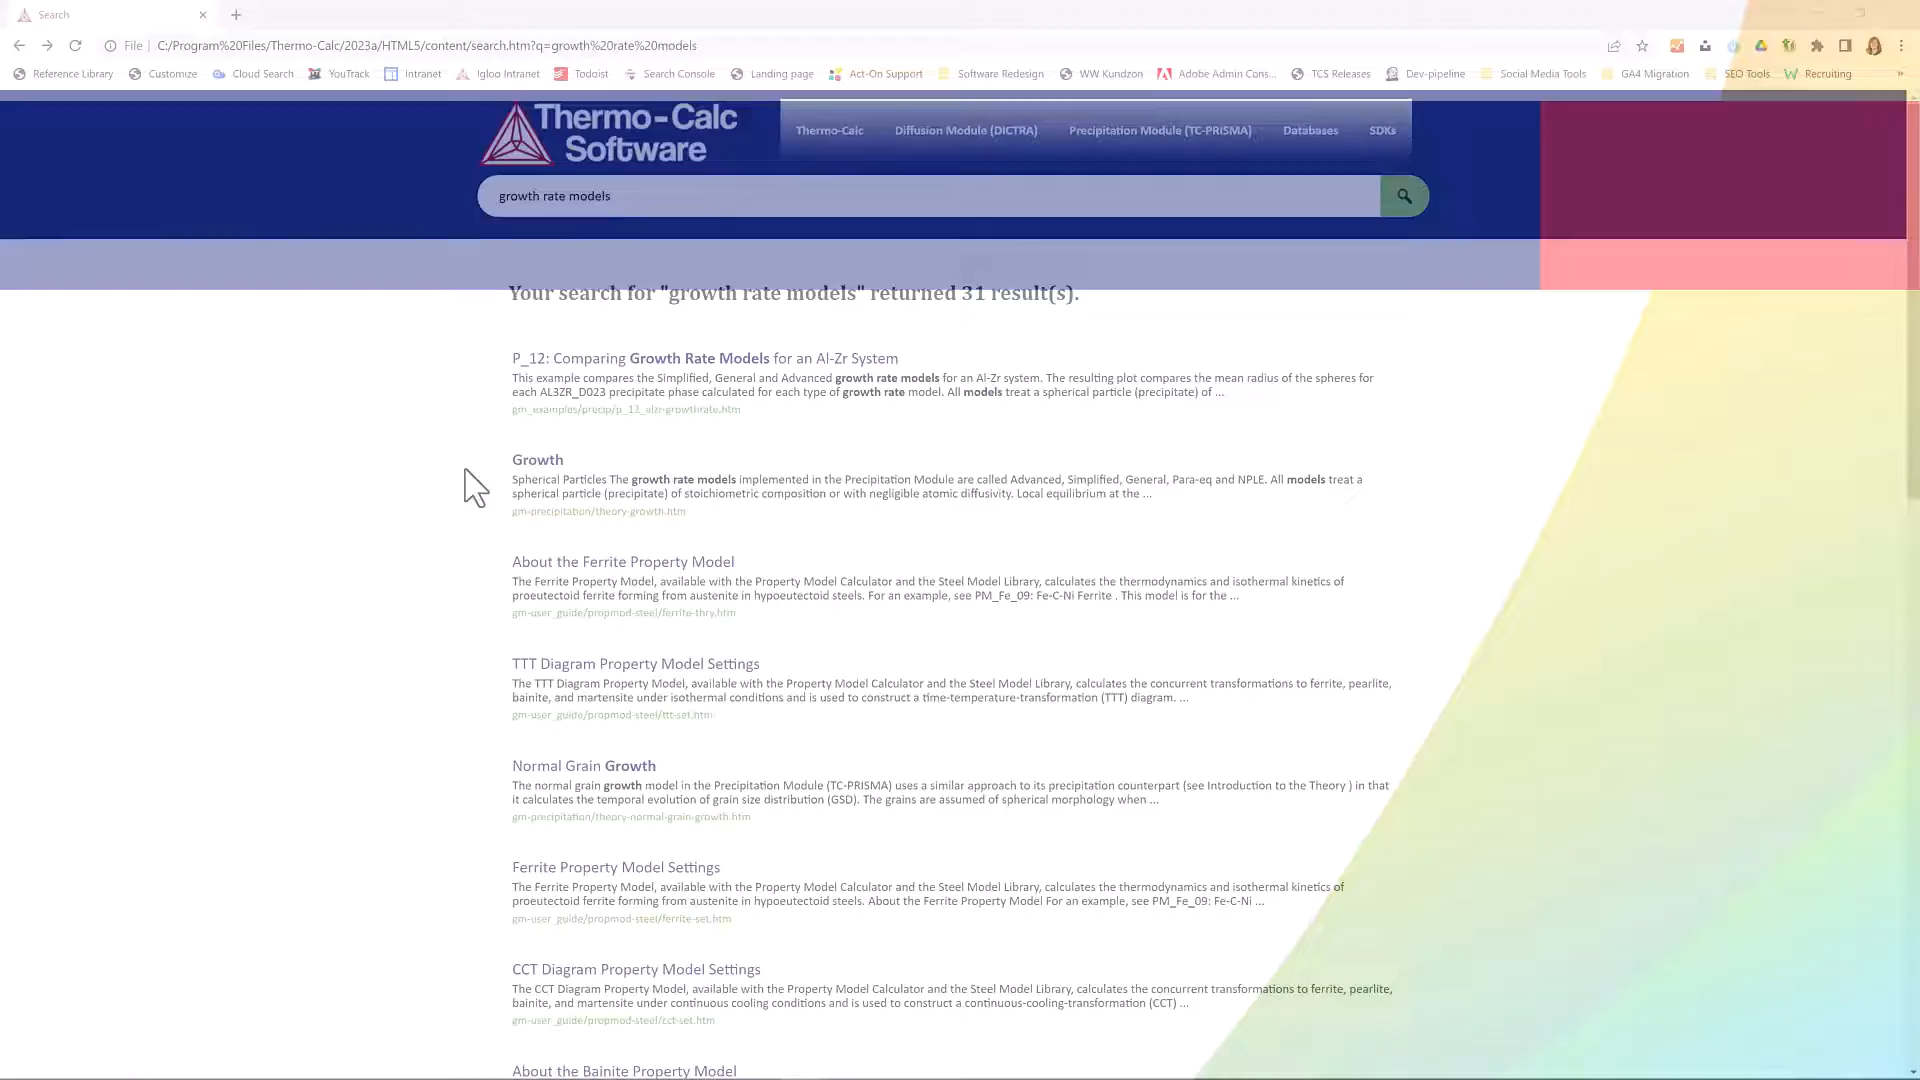 Search
File C:/Program%20Files/Thermo-Calc/2023a/HTML5/content/search.htm?q=growth%20rate%20models
Reference Library Customize Cloud Search YouTrack Intranet Igloo Intranet Todoist Search Console Landing page Act-On Support Software Redesign WW Kundzon Adobe Admin Cons... TCS Releases Dev-pipeline Social Media Tools GA4 Migration SEO Tools Recruiting »
Thermo-Calc
Software
Thermo-Calc Diffusion Module (DICTRA) Precipitation Module (TC-PRISMA) Databases SDKs
growth rate models
Your search for "growth rate models" returned 31 result(s).
P_12: Comparing Growth Rate Models for an Al-Zr System
This example compares the Simplified, General and Advanced growth rate models for an Al-Zr system. The resulting plot compares the mean radius of the spheres for
each AL3ZR_D023 precipitate phase calculated for each type of growth rate model. All models treat a spherical particle (precipitate) of ...
gm_examples/precip/p_12_alzr-growthrate.htm
Growth
Spherical Particles The growth rate models implemented in the Precipitation Module are called Advanced, Simplified, General, Para-eq and NPLE. All models treat a
spherical particle (precipitate) of stoichiometric composition or with negligible atomic diffusivity. Local equilibrium at the ...
gm-precipitation/theory-growth.htm
About the Ferrite Property Model
The Ferrite Property Model, available with the Property Model Calculator and the Steel Model Library, calculates the thermodynamics and isothermal kinetics of
proeutectoid ferrite forming from austenite in hypoeutectoid steels. For an example, see PM_Fe_09: Fe-C-Ni Ferrite . This model is for the ...
gm-user_guide/propmod-steel/ferrite-thry.htm
TTT Diagram Property Model Settings
The TTT Diagram Property Model, available with the Property Model Calculator and the Steel Model Library, calculates the concurrent transformations to ferrite, pearlite,
bainite, and martensite under isothermal conditions and is used to construct a time-temperature-transformation (TTT) diagram. ...
gm-user_guide/propmod-steel/ttt-set.htm
Normal Grain Growth
The normal grain growth model in the Precipitation Module (TC-PRISMA) uses a similar approach to its precipitation counterpart (see Introduction to the Theory ) in that
it calculates the temporal evolution of grain size distribution (GSD). The grains are assumed of spherical morphology when ...
gm-precipitation/theory-normal-grain-growth.htm
Ferrite Property Model Settings
The Ferrite Property Model, available with the Property Model Calculator and the Steel Model Library, calculates the thermodynamics and isothermal kinetics of
proeutectoid ferrite forming from austenite in hypoeutectoid steels. About the Ferrite Property Model For an example, see PM_Fe_09: Fe-C-Ni ...
gm-user_guide/propmod-steel/ferrite-set.htm
CCT Diagram Property Model Settings
The CCT Diagram Property Model, available with the Property Model Calculator and the Steel Model Library, calculates the concurrent transformations to ferrite, pearlite,
bainite, and martensite under continuous cooling conditions and is used to construct a continuous-cooling-transformation (CCT) ...
gm-user_guide/propmod-steel/cct-set.htm
About the Bainite Property Model